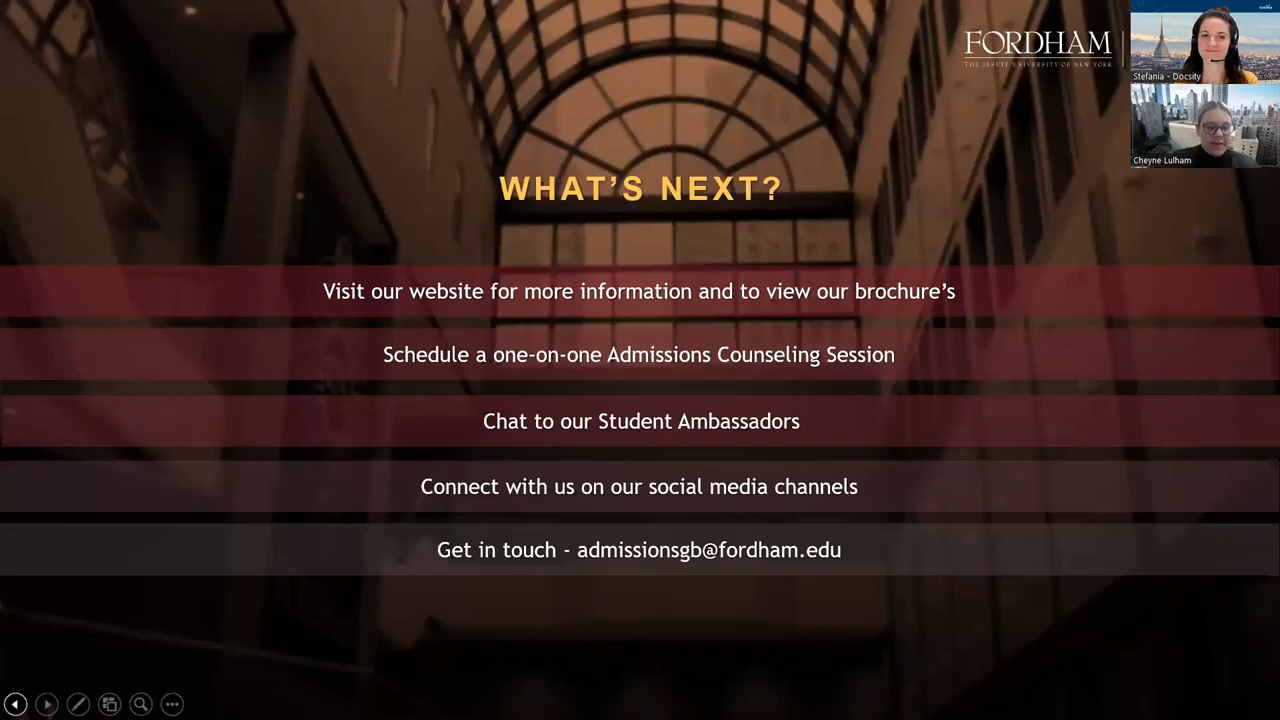 FORDHAM
THE JESUIT UNIVERSITY OF NEW YORK
Stefania - Docsity
Cheyne Lulham
WHAT’S NEXT?
Visit our website for more information and to view our brochure’s
Schedule a one-on-one Admissions Counseling Session
Chat to our Student Ambassadors
Connect with us on our social media channels
Get in touch - admissionsgb@fordham.edu